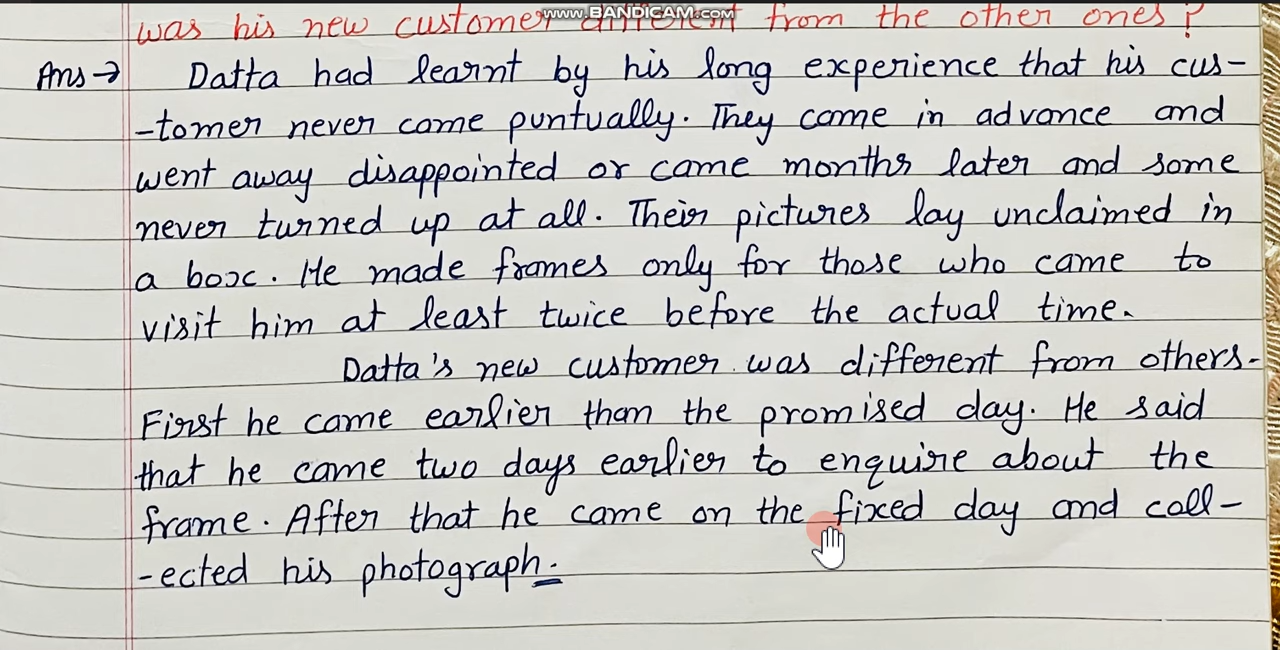 www.BANDICAM.com
was his new customer different from the other ones?
Ans → Datta had learnt by his long experience that his cus-
-tomer never come puntually. They come in advance and
went away disappointed or came months later and some
never turned up at all. Their pictures lay unclaimed in
a box. He made frames only for those who came to
visit him at least twice before the actual time.
Datta's new customer was different from others.
First he came earlier than the promised day. He said
that he came two days earlier to enquire about the
frame. After that he came on the fixed day and coll-
-ected his photograph.